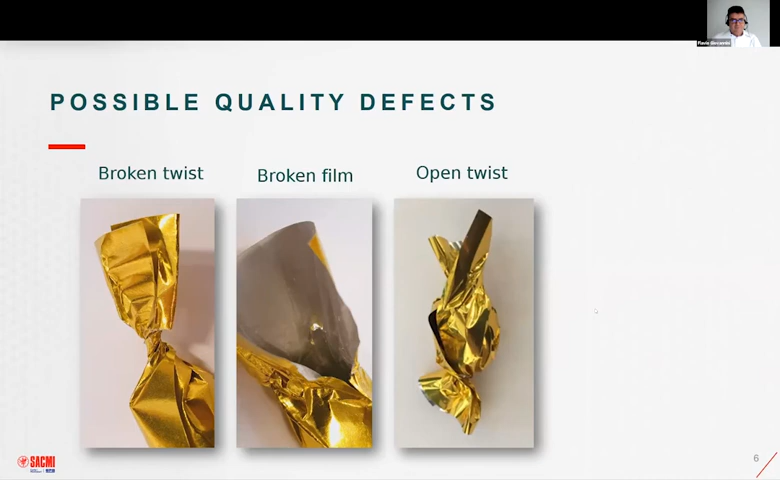 POSSIBLE QUALITY DEFECTS
Broken twist
Broken film
Open twist
SACMI
6